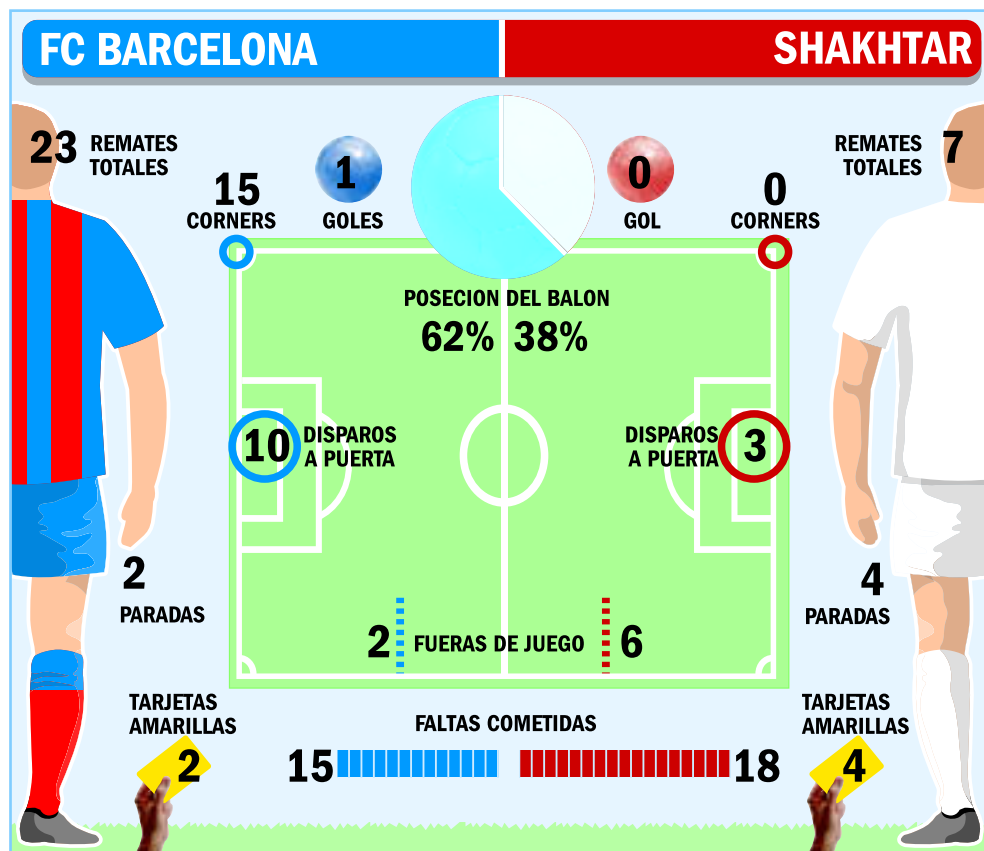 FC BARCELONA
SHAKHTAR
23
REMATES
TOTALES
15
CORNERS
1
GOLES
0
GOL
0
CORNERS
REMATES
TOTALES
7
POSECION DEL BALON
62% 38%
10
DISPAROS
A PUERTA
DISPAROS
A PUERTA
3
2
PARADAS
4
PARADAS
2
FUERAS DE JUEGO
6
TARJETAS
AMARILLAS
2
FALTAS COMETIDAS
15
18
TARJETAS
AMARILLAS
4